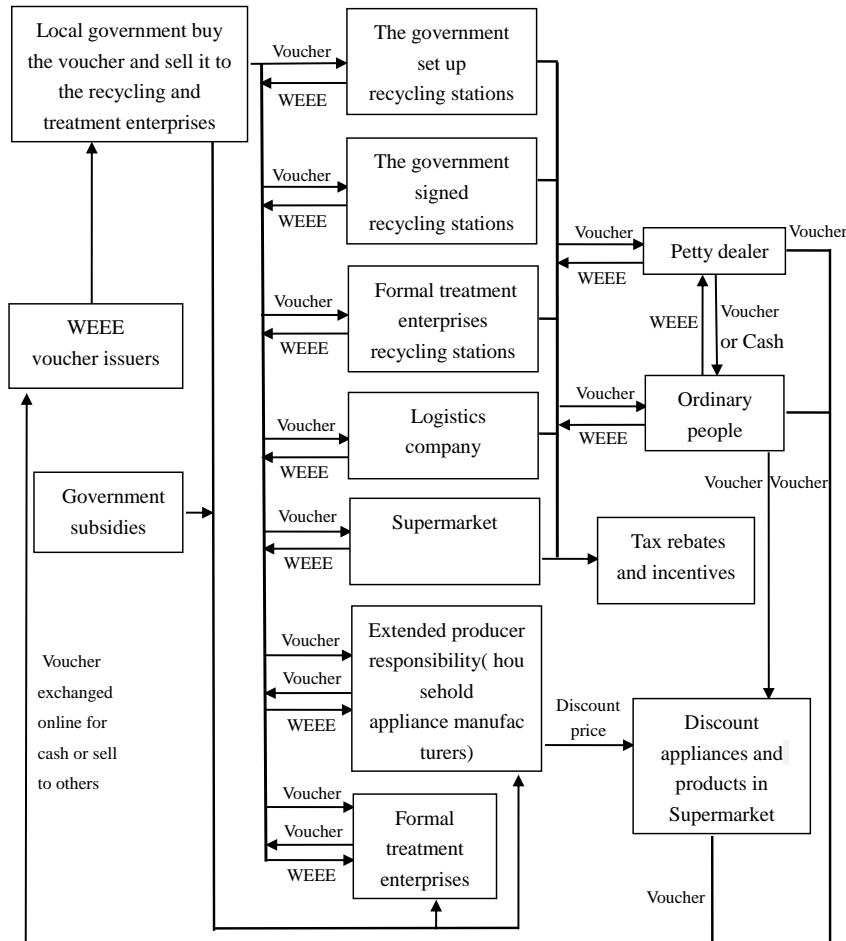 Local government buy
the voucher and sell it to
the recycling and
treatment enterprises
Voucher
WEEE
The government
set up
recycling stations
Voucher
WEEE
The government
signed
recycling stations
Voucher
WEEE
Petty dealer
Voucher
WEEE
voucher issuers
Voucher
WEEE
Formal treatment
enterprises
recycling stations
WEEE
Voucher
or Cash
Voucher
WEEE
Logistics
company
Voucher
WEEE
Ordinary
people
Government
subsidies
Voucher
WEEE
Supermarket
Tax rebates
and incentives
Voucher
Voucher
Voucher
exchanged
online for
cash or sell
to others
Voucher
Voucher
WEEE
Extended producer
responsibility( hou
sehold
appliance manufac
turers)
Discount
price
Discount
appliances and
products in
Supermarket
Voucher
Voucher
WEEE
Formal
treatment
enterprises
Voucher